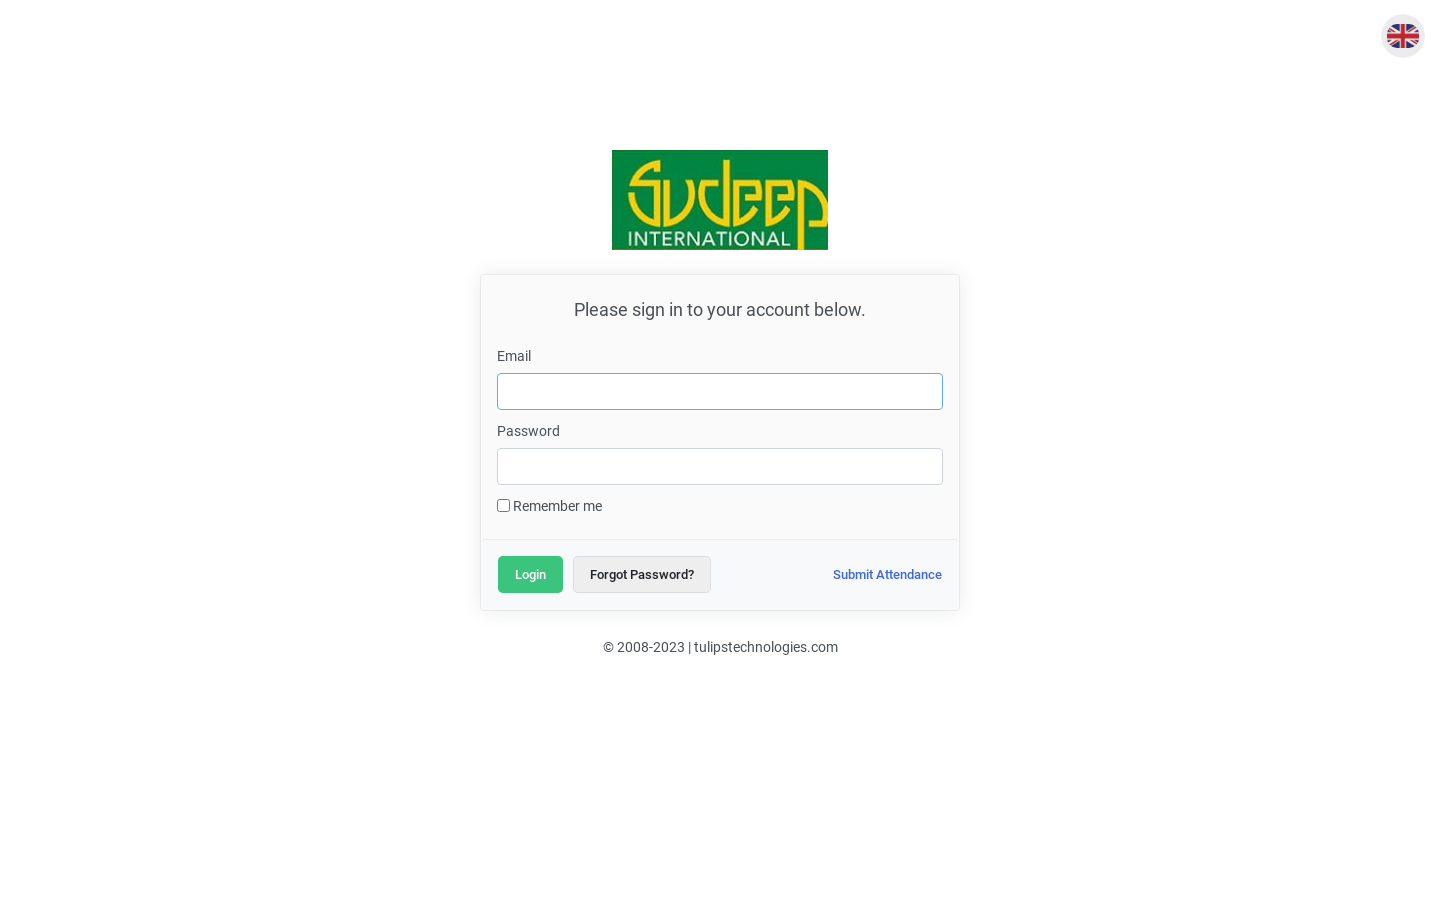 Sudeep
INTERNATIONAL
Please sign in to your account below.
Email
Password
Remember me
Login
Forgot Password?
Submit Attendance
© 2008-2023 | tulipstechnologies.com